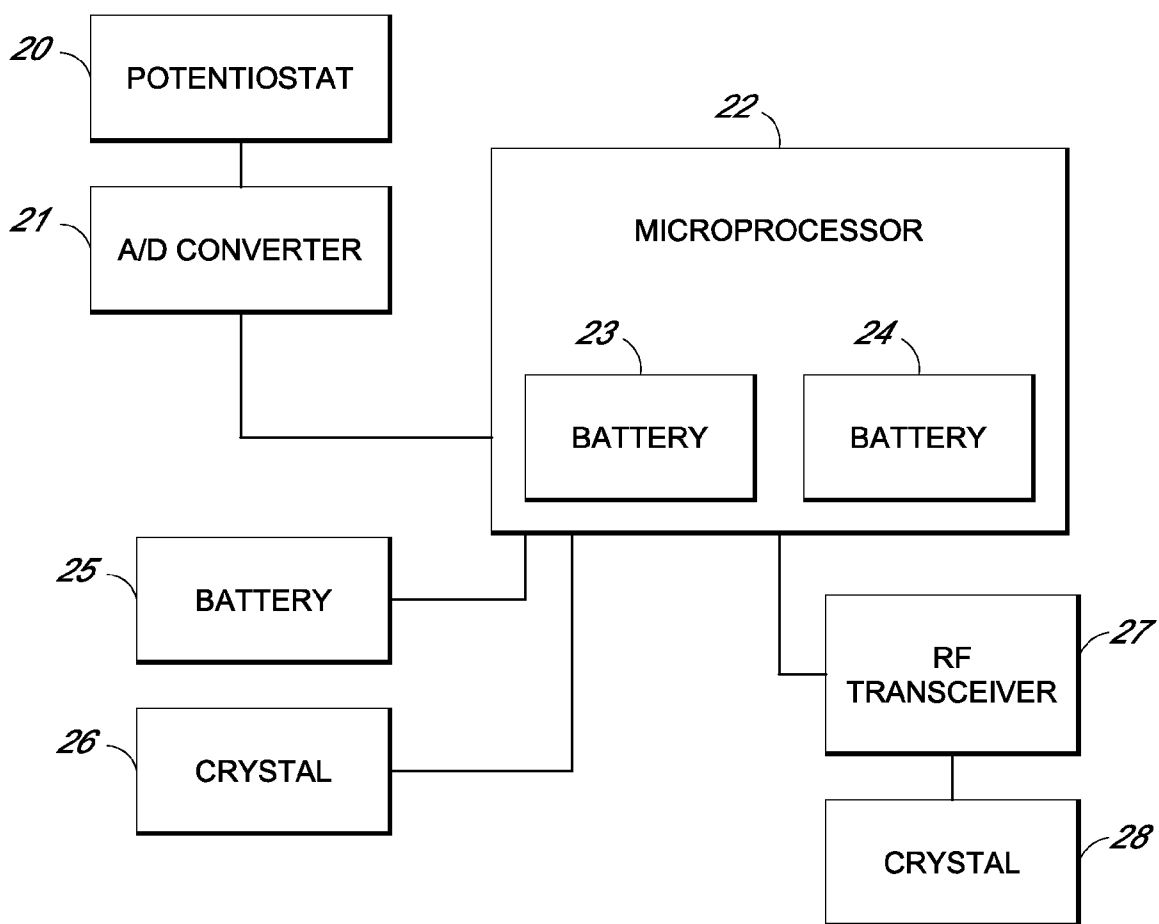 20
POTENTIOSTAT
21
A/D CONVERTER
22
MICROPROCESSOR
23
BATTERY
24
BATTERY
25
BATTERY
26
CRYSTAL
27
RF
TRANSCEIVER
28
CRYSTAL